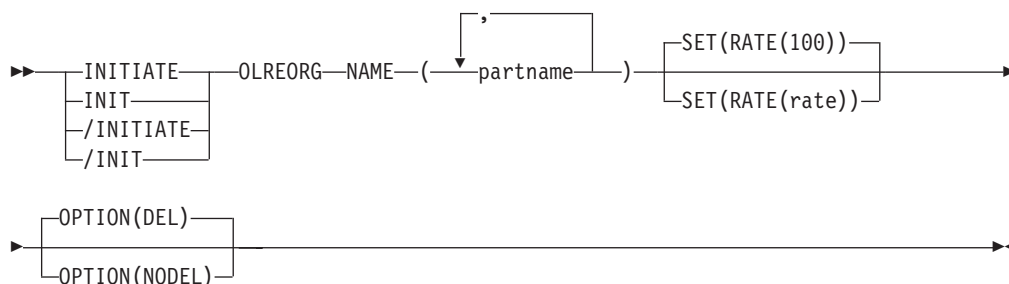 ,
SET(RATE(100))
INITIATE OLREORG NAME ( partname )
INIT SET(RATE(rate))
/INITIATE
/INIT
OPTION(DEL)
OPTION(NODEL)